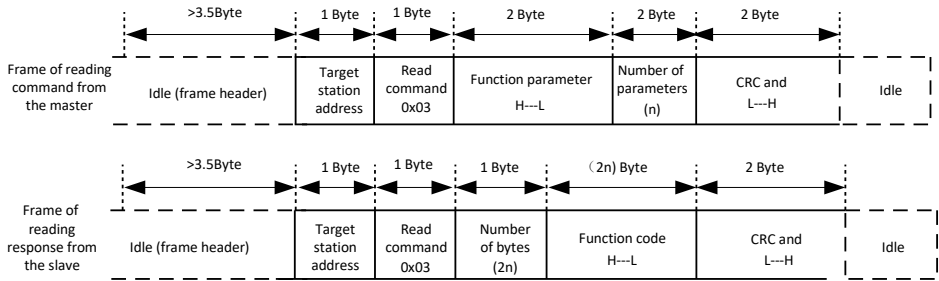 >3.5Byte 1 Byte 1 Byte 2 Byte 2 Byte 2 Byte
Frame of reading
command from
the master
Idle (frame header)
Target
station
address
Read
command
0x03
Function parameter
H---L
Number of
parameters
(n)
CRC and
L---H
Idle
>3.5Byte 1 Byte 1 Byte 1 Byte （2n) Byte 2 Byte
Frame of
reading
response from
the slave
Idle (frame header)
Target
station
address
Read
command
0x03
Number
of bytes
(2n)
Function code
H---L
CRC and
L---H
Idle